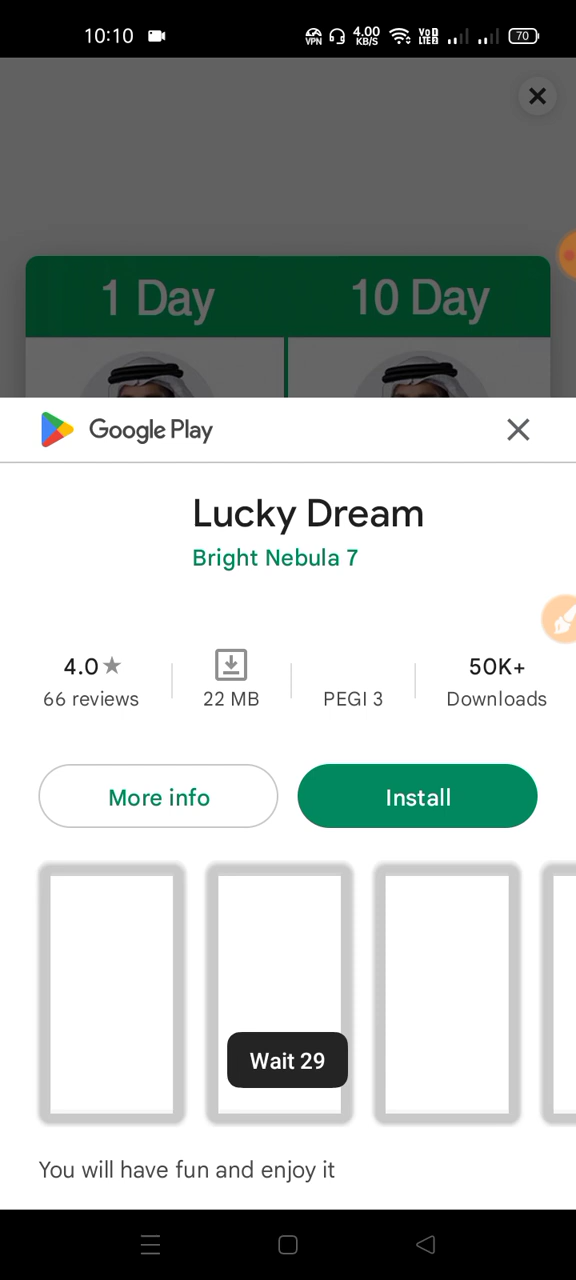 10:10
VPN
4.00
KB/S
VoD
LTE2
70
1 Day
10 Day
Google Play
Lucky Dream
Bright Nebula 7
4.0★
50K+
66 reviews
22 MB
PEGI 3
Downloads
More info
Install
Wait 29
You will have fun and enjoy it